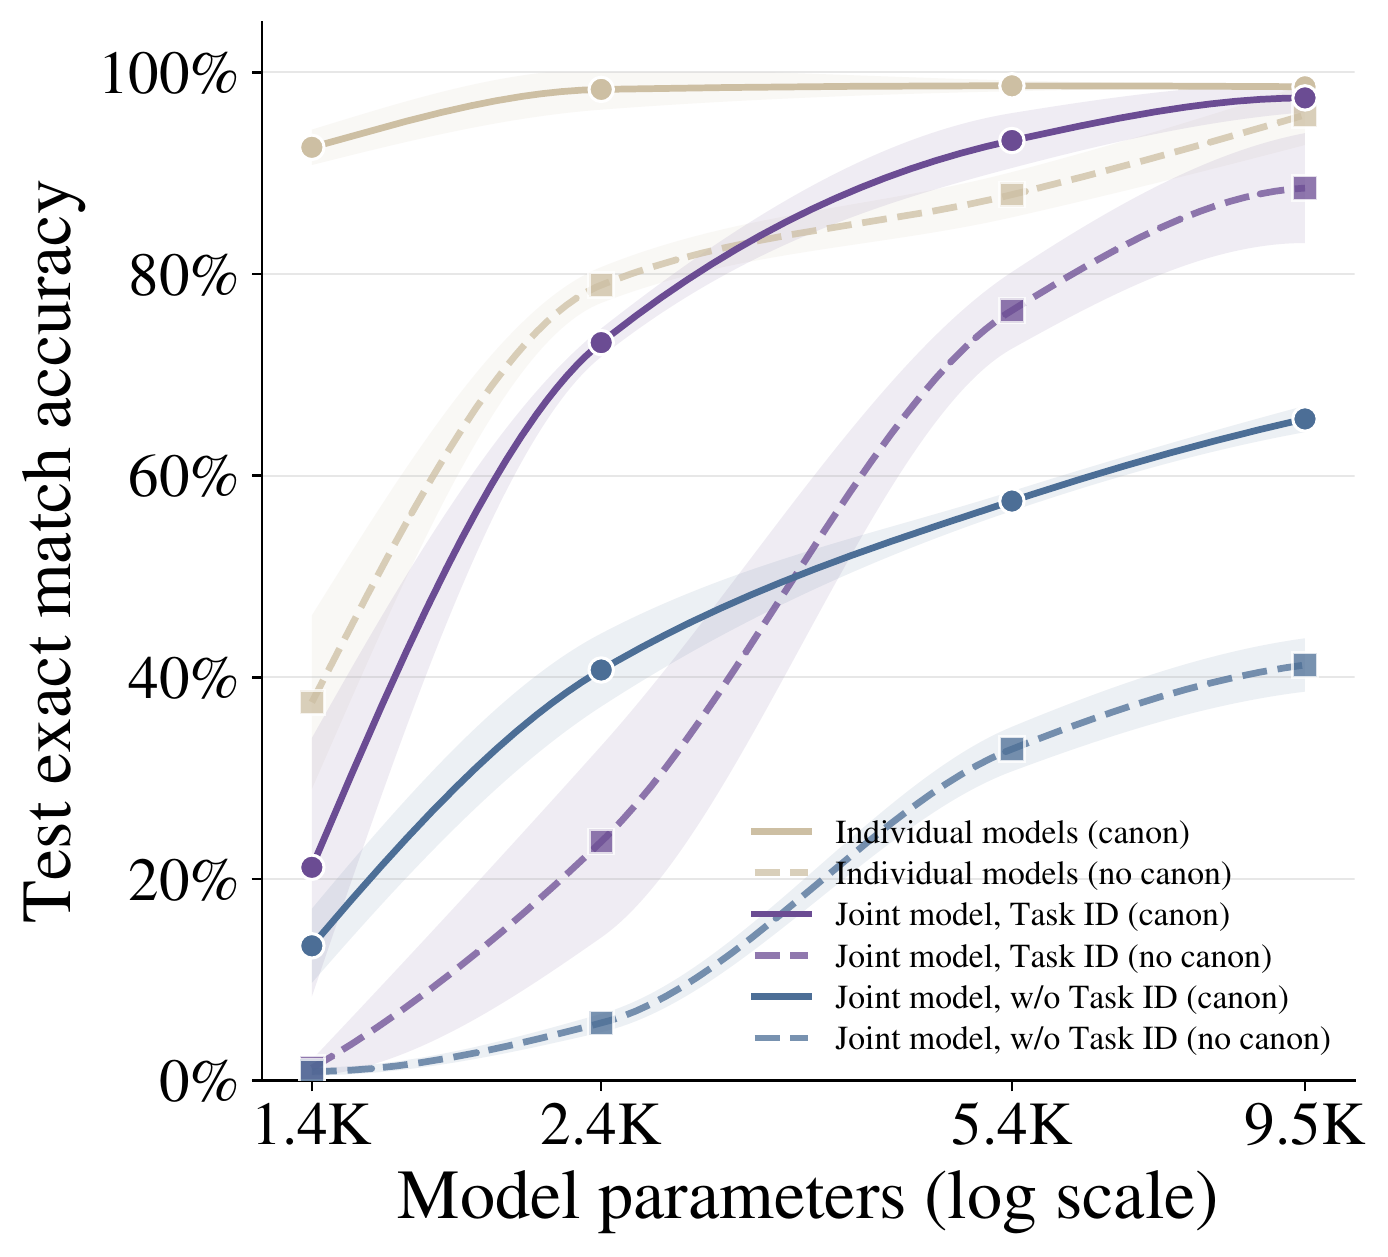 100%
80%
60%
40%
20%
0%
Test exact match accuracy
Individual models (canon)
Individual models (no canon)
Joint model, Task ID (canon)
Joint model, Task ID (no canon)
Joint model, w/o Task ID (canon)
Joint model, w/o Task ID (no canon)
1.4K 2.4K 5.4K 9.5K
Model parameters (log scale)